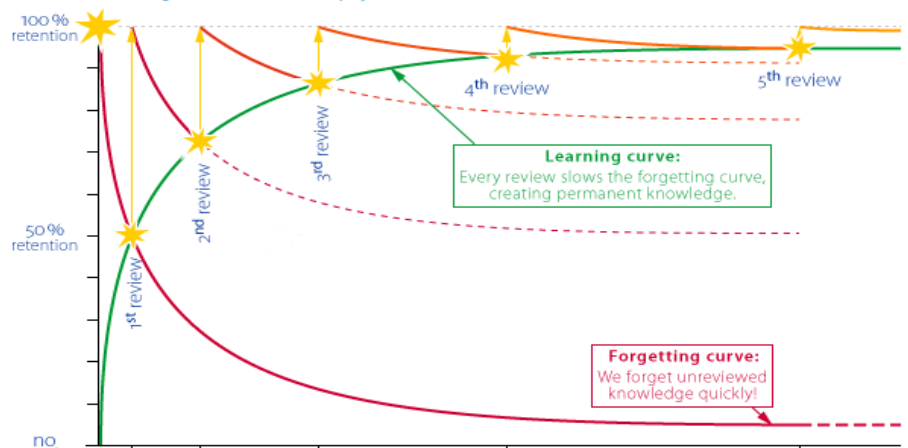 100 %
retention
50 %
retention
no
1st review
2nd review
3rd review
4th review
5th review
Learning curve:
Every review slows the forgetting curve,
creating permanent knowledge.
Forgetting curve:
We forget unreviewed
knowledge quickly!